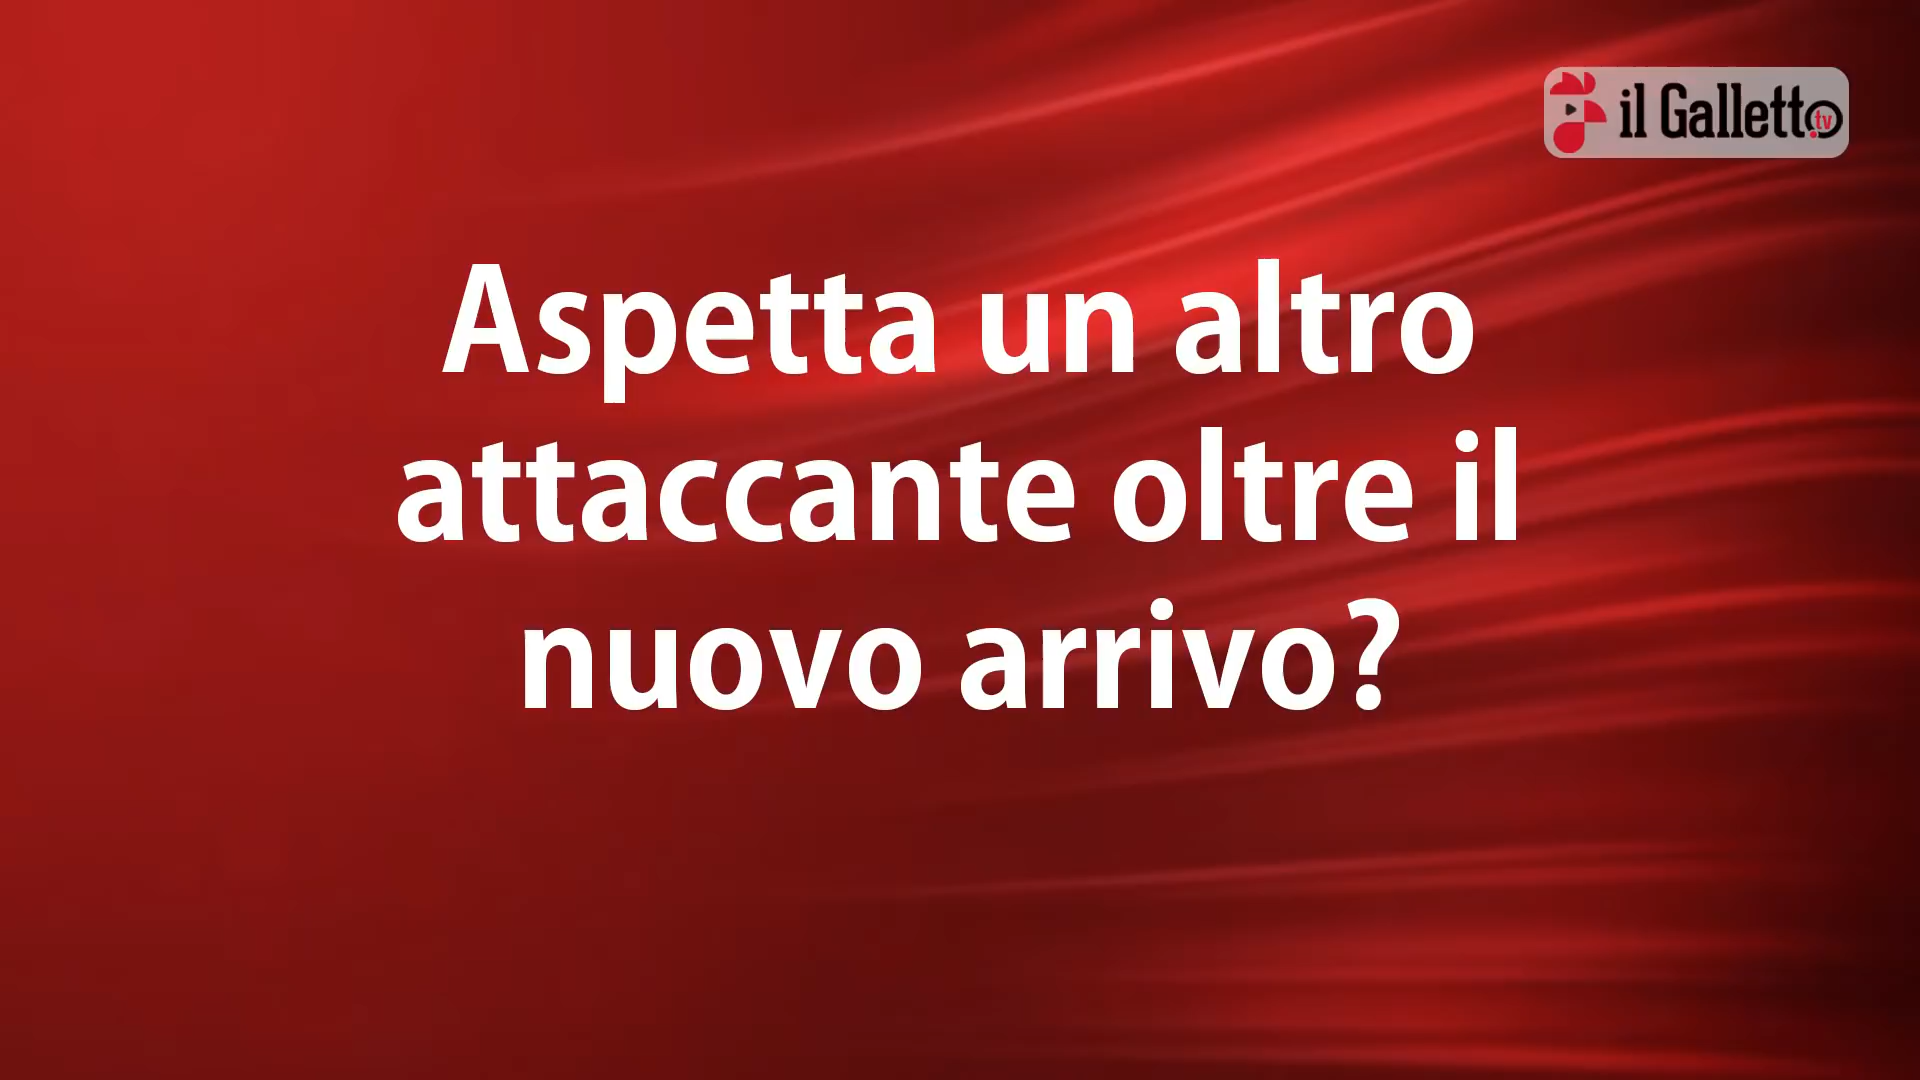 il Galletto.tv
Aspetta un altro
attaccante oltre il
nuovo arrivo?